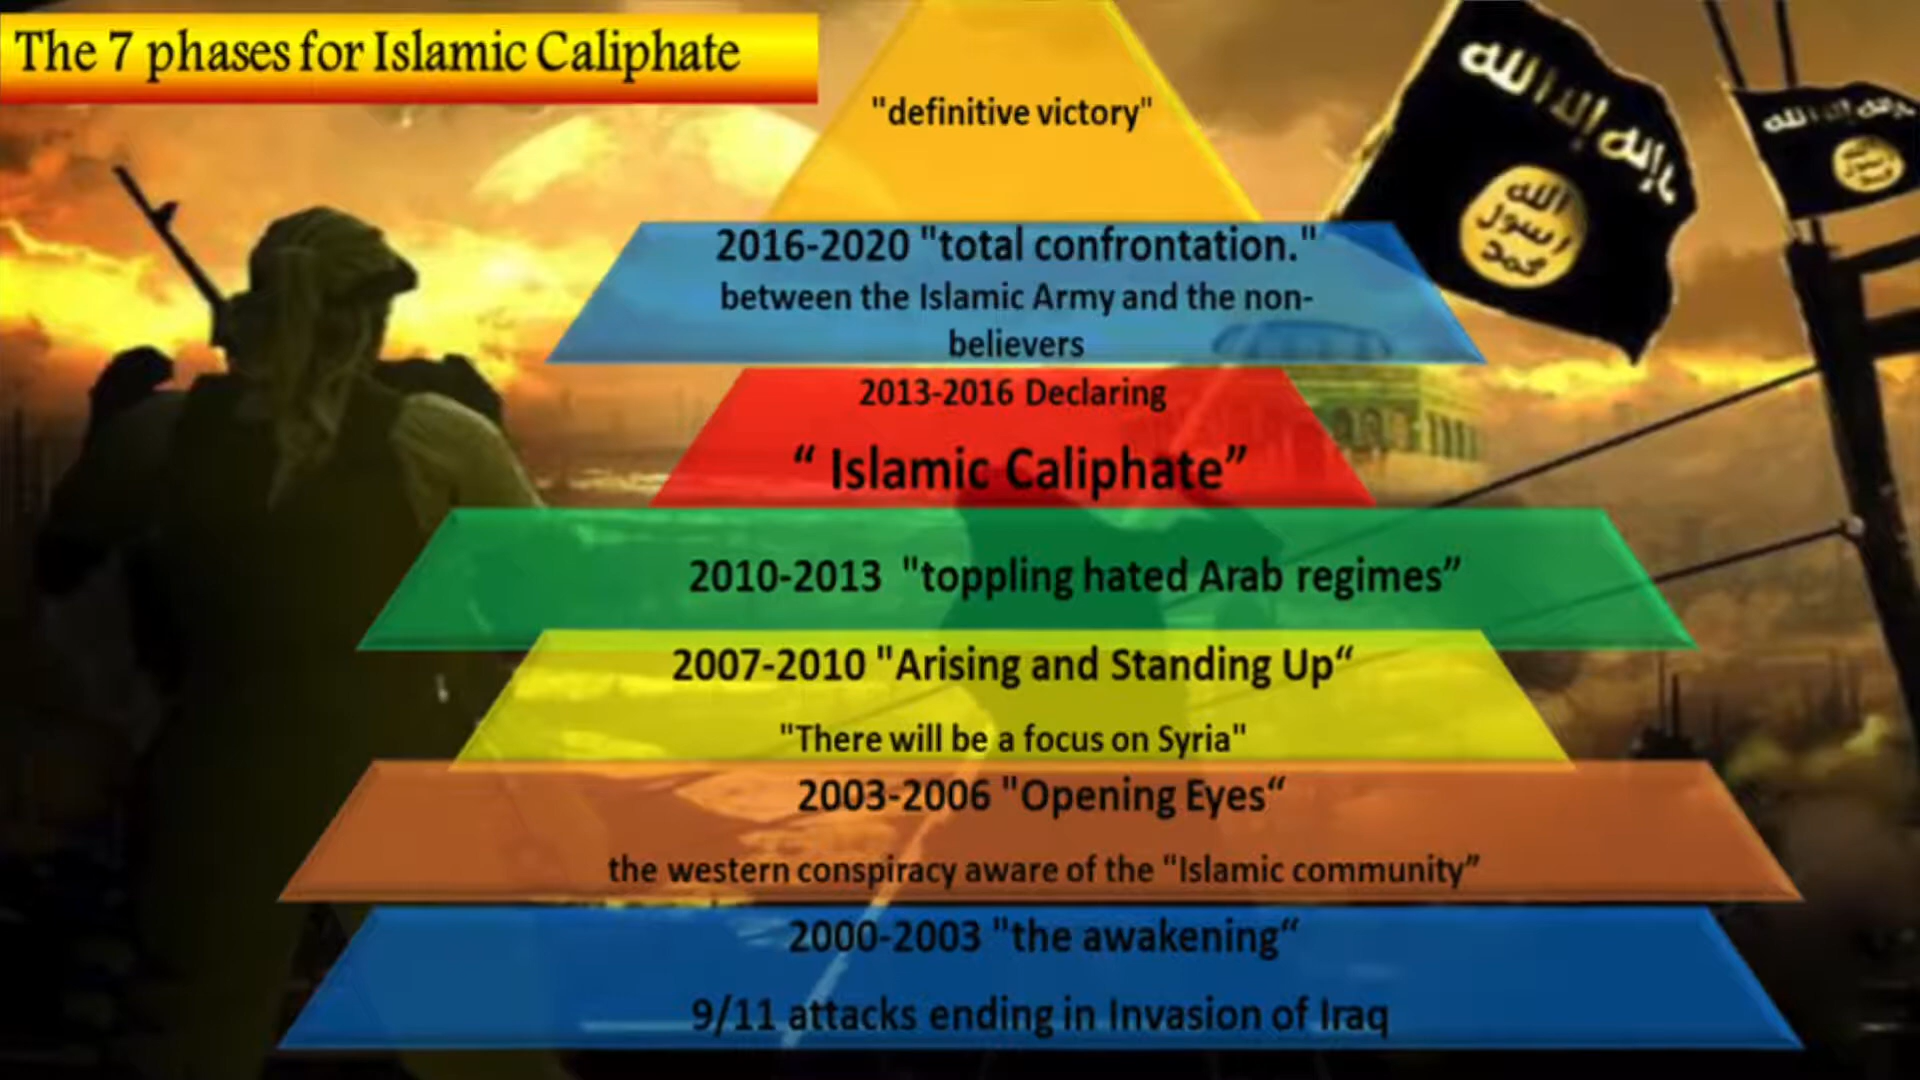 The 7 phases for Islamic Caliphate
"definitive victory"
2016-2020 "total confrontation."
between the Islamic Army and the non-
believers
2013-2016 Declaring
“ Islamic Caliphate”
2010-2013 "toppling hated Arab regimes”
2007-2010 "Arising and Standing Up“
"There will be a focus on Syria"
2003-2006 "Opening Eyes“
the western conspiracy aware of the “Islamic community”
2000-2003 "the awakening“
9/11 attacks ending in Invasion of Iraq
لا إله إلا الله
الله
رسول
محمد